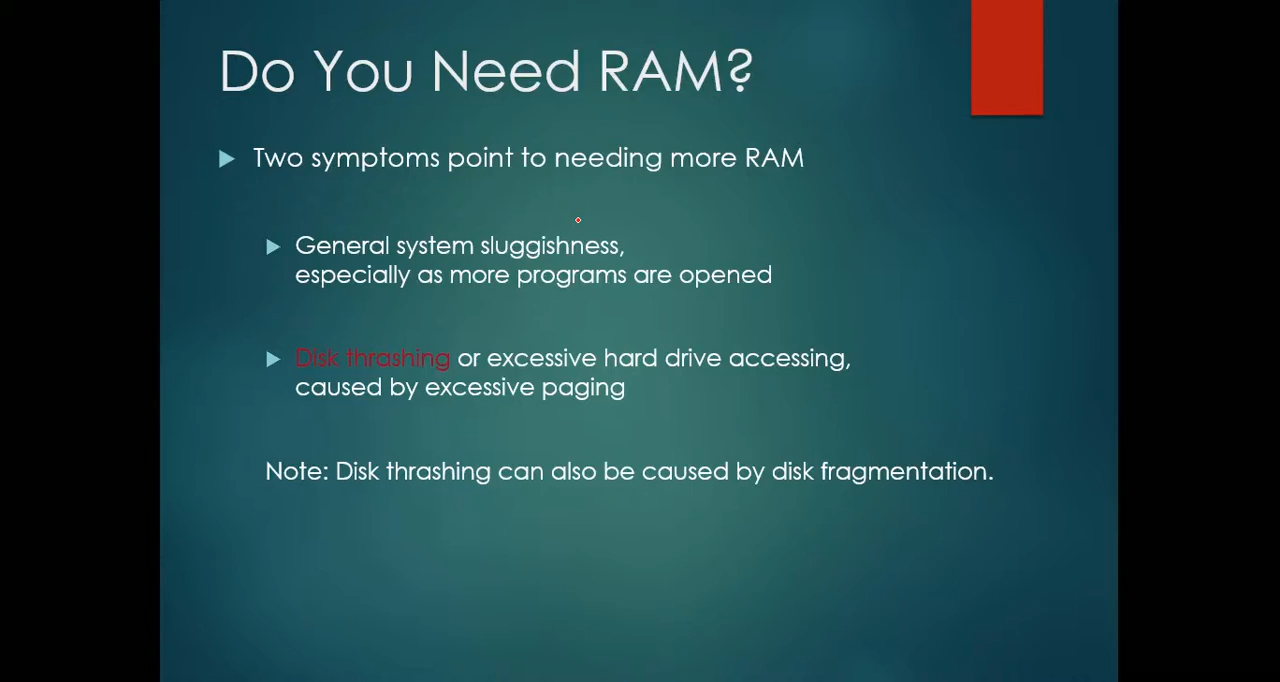 Do You Need RAM?
Two symptoms point to needing more RAM
General system sluggishness,
especially as more programs are opened
Disk thrashing or excessive hard drive accessing,
caused by excessive paging
Note: Disk thrashing can also be caused by disk fragmentation.